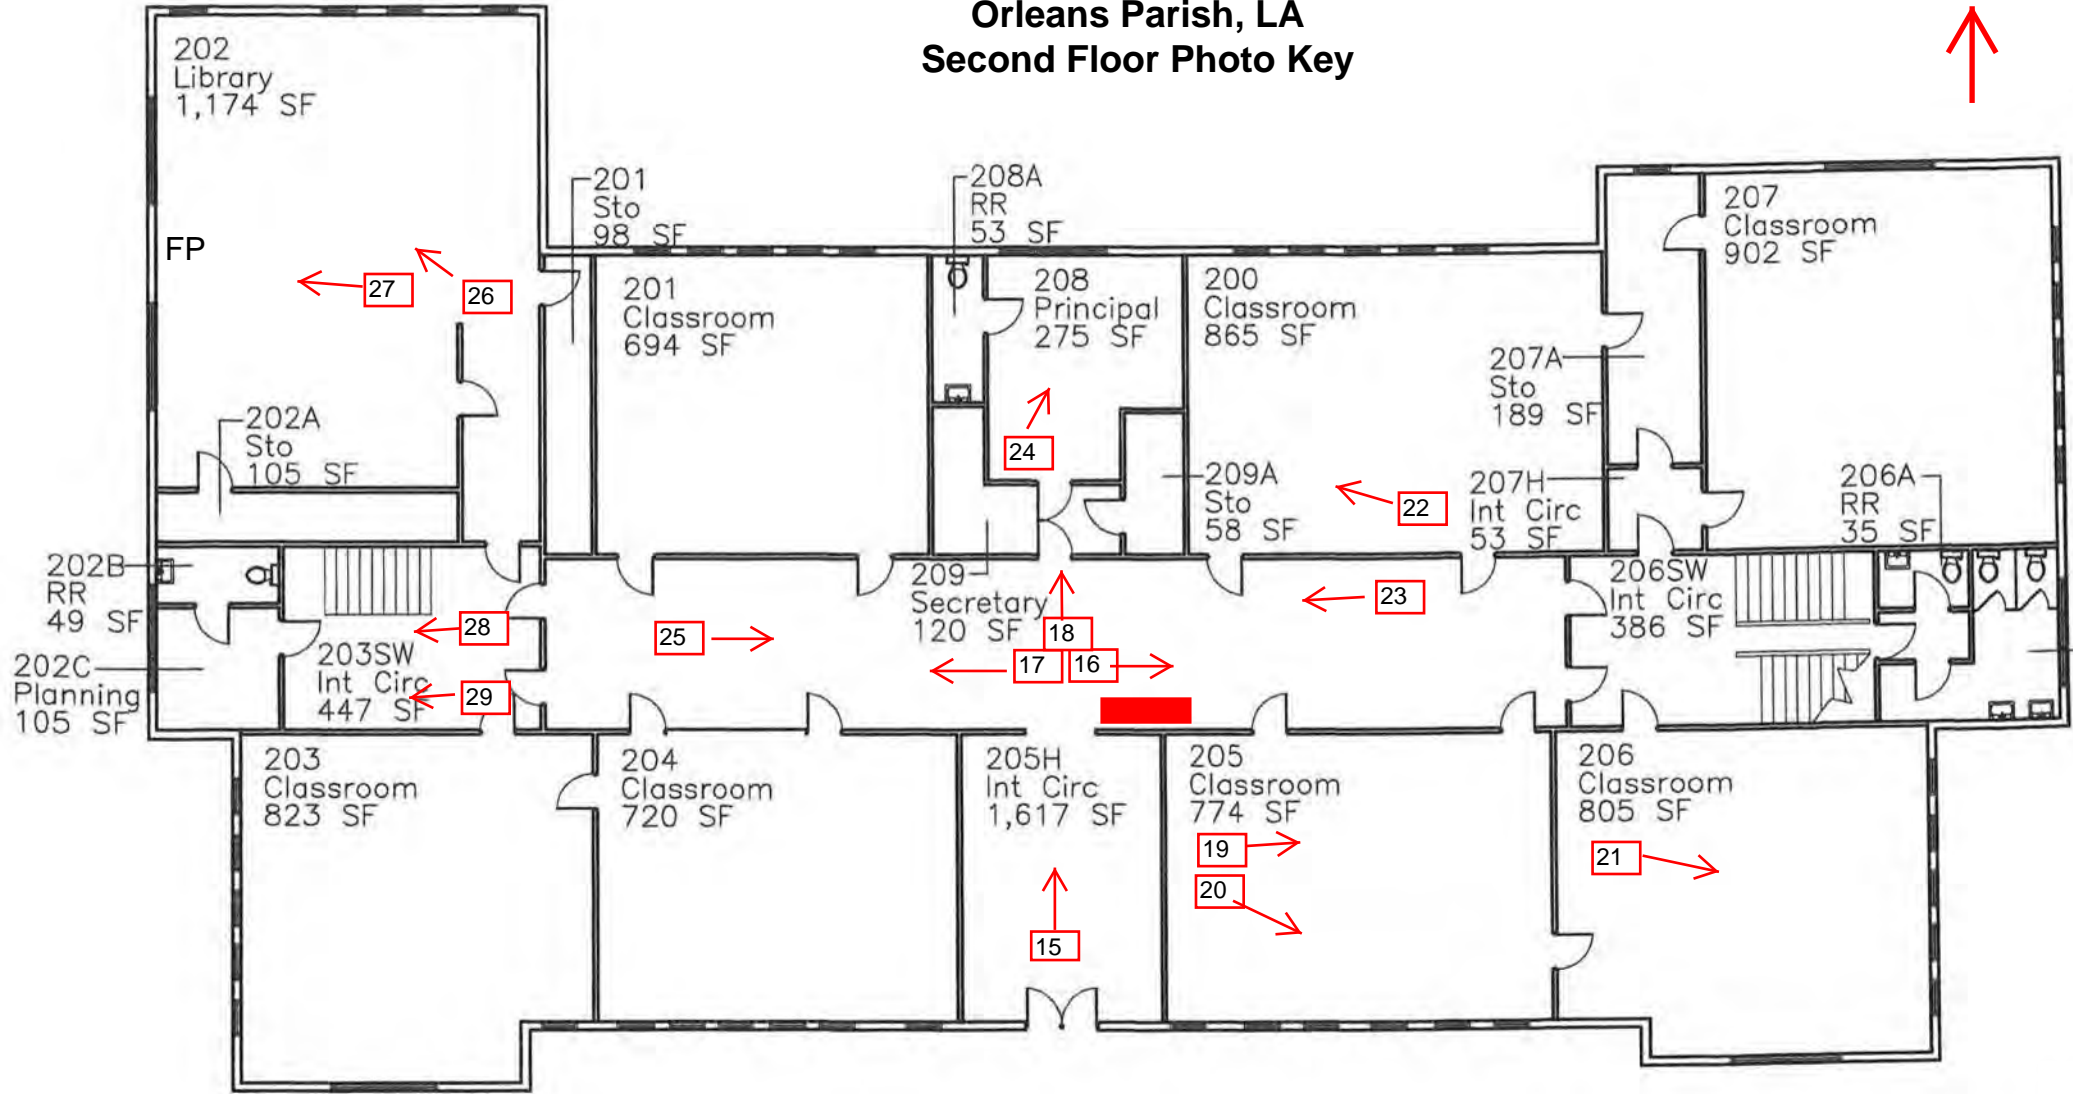 Orleans Parish, LA
Second Floor Photo Key
202
Library
1,174 SF
FP
27
26
201
Sto
98 SF
208A
RR
53 SF
201
Classroom
694 SF
208
Principal
275 SF
200
Classroom
865 SF
207
Classroom
902 SF
207A
Sto
189 SF
202A
Sto
105 SF
24
209A
Sto
58 SF
22
207H
Int Circ
53 SF
206A
RR
35 SF
202B
RR
49 SF
28
25
209
Secretary
120 SF
18
23
206SW
Int Circ
386 SF
202C
Planning
105 SF
203SW
Int Circ
447 SF
29
17
16
203
Classroom
823 SF
204
Classroom
720 SF
205H
Int Circ
1,617 SF
205
Classroom
774 SF
206
Classroom
805 SF
19
20
21
15